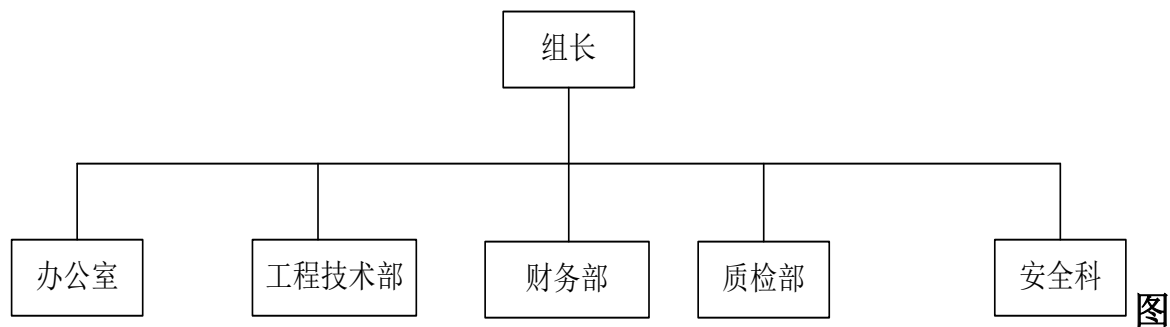 组长
办公室
工程技术部
财务部
质检部
安全科
图